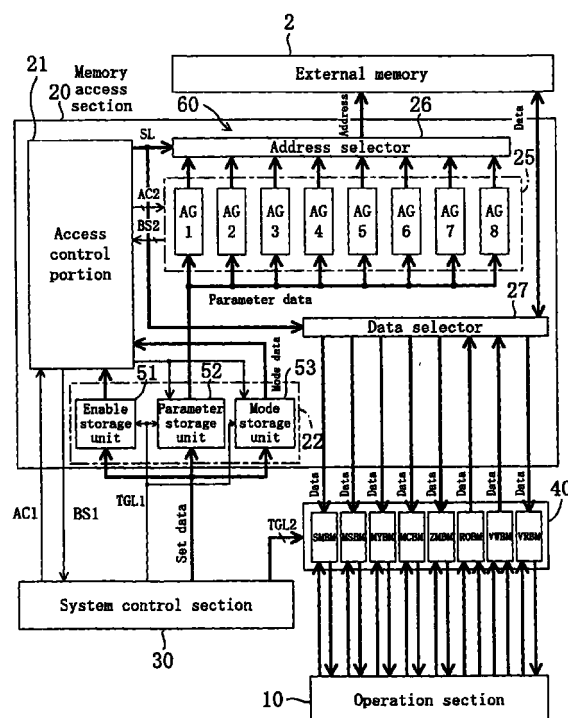 2
External memory
21
Memory access section
20
60
26
Address
Data
SL
Address selector
25
AC2
BS2
Access control portion
AG 1
AG 2
AG 3
AG 4
AG 5
AG 6
AG 7
AG 8
Parameter data
27
Data selector
Mode data
51
52
53
Enable storage unit
Parameter storage unit
Mode storage unit
22
AC1
BS1
TGL1
Set data
TGL2
Data
Data
Data
Data
Data
Data
Data
Data
40
SMBM
MSBM
MYBM
MCBM
ZMBM
ROBM
VWBM
VRBM
System control section
30
10
Operation section